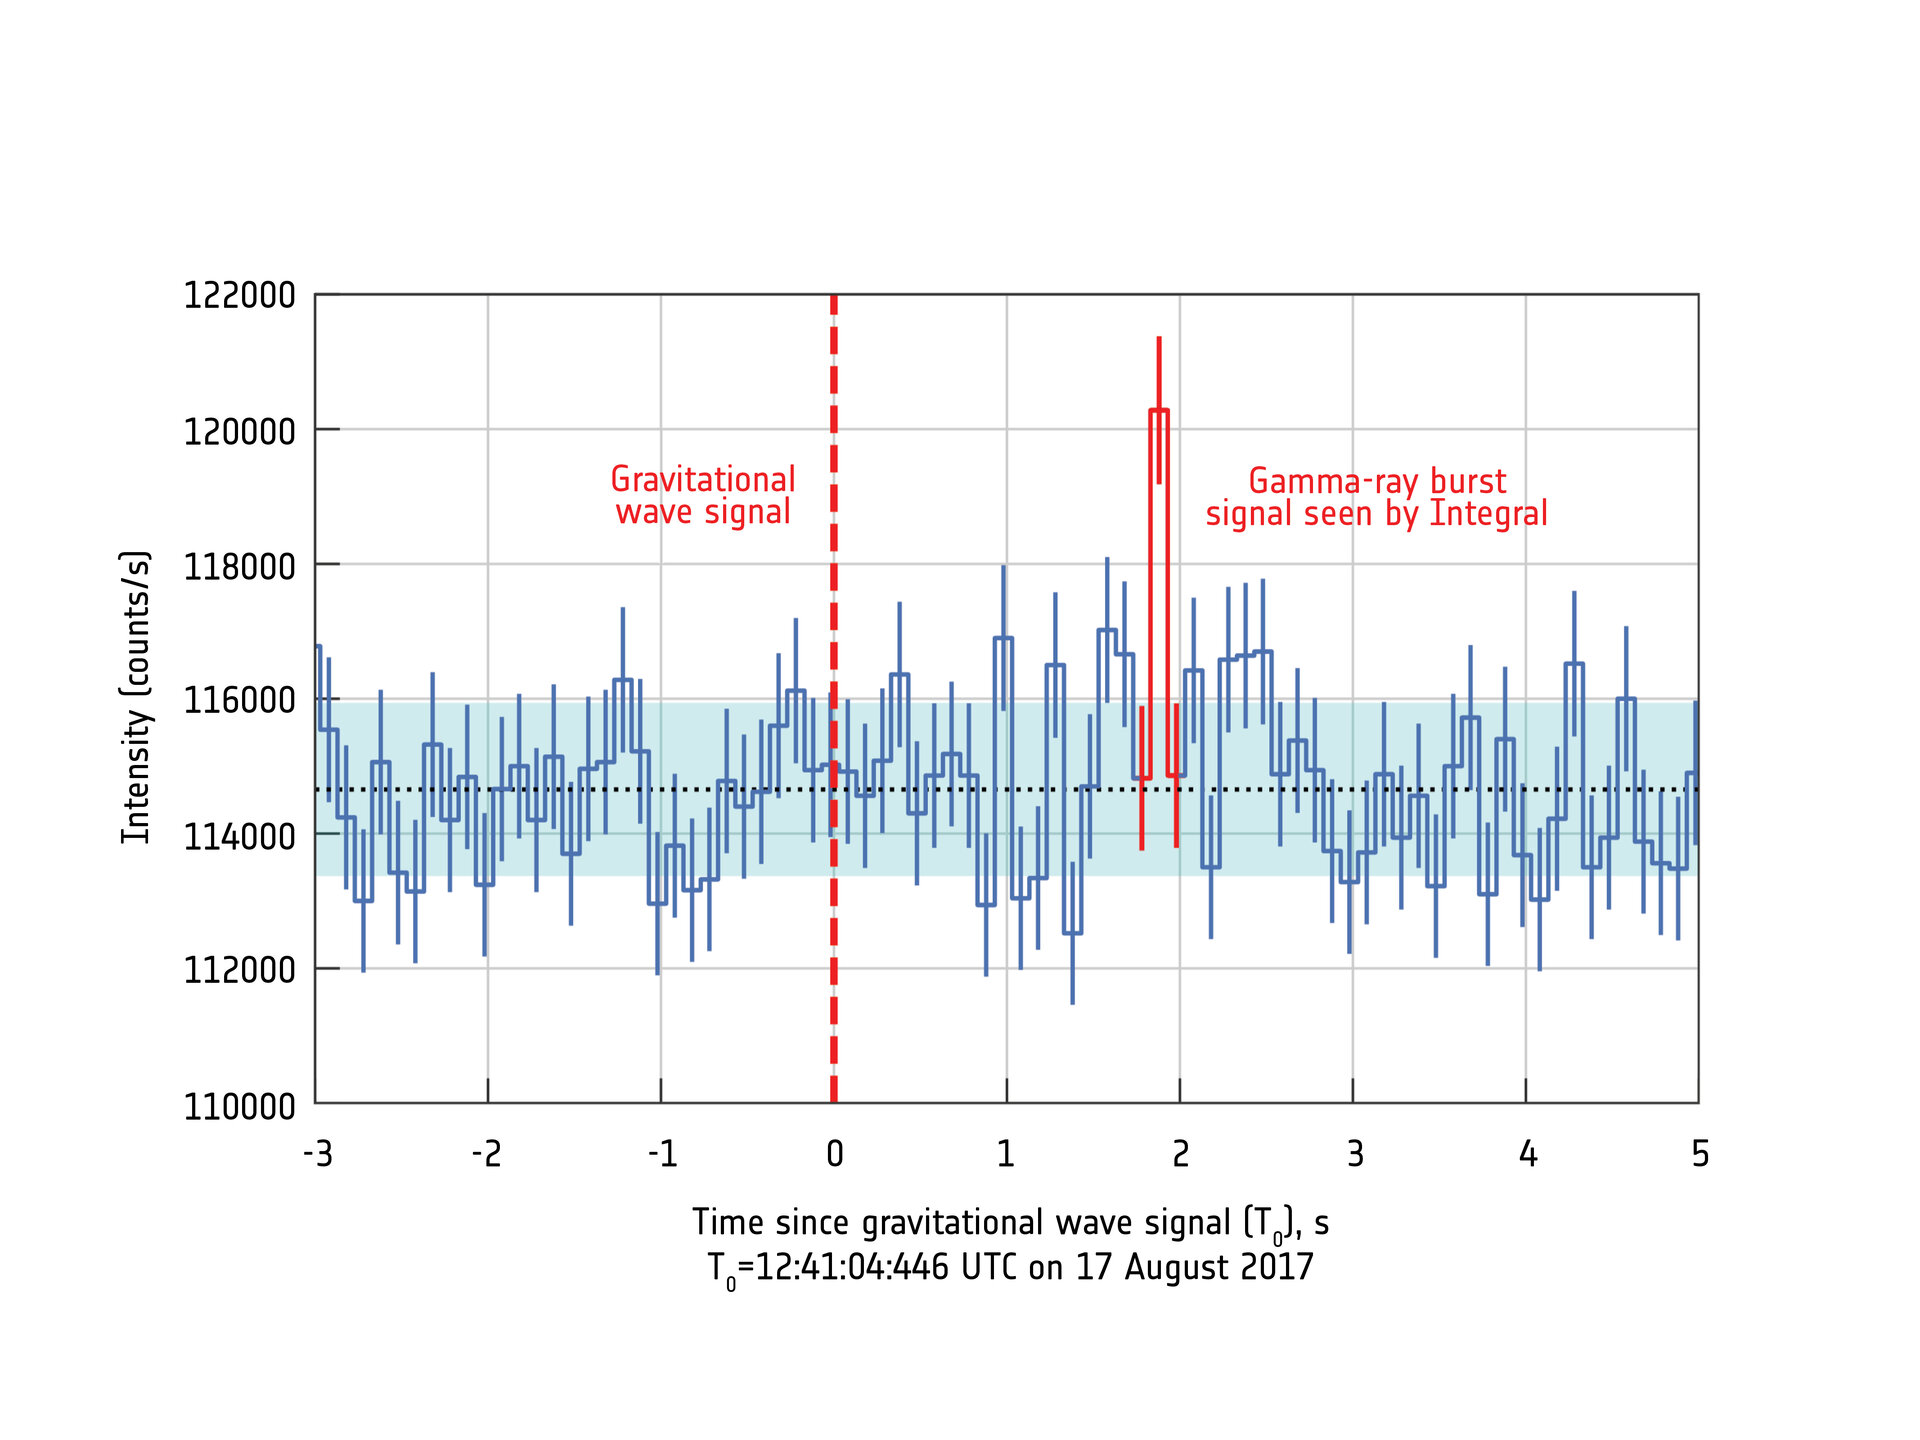 122000
120000
118000
116000
114000
112000
110000
Intensity (counts/s)
Gravitational
wave signal
Gamma-ray burst
signal seen by Integral
-3 -2 -1 0 1 2 3 4 5
Time since gravitational wave signal (T0), s
T0=12:41:04:446 UTC on 17 August 2017